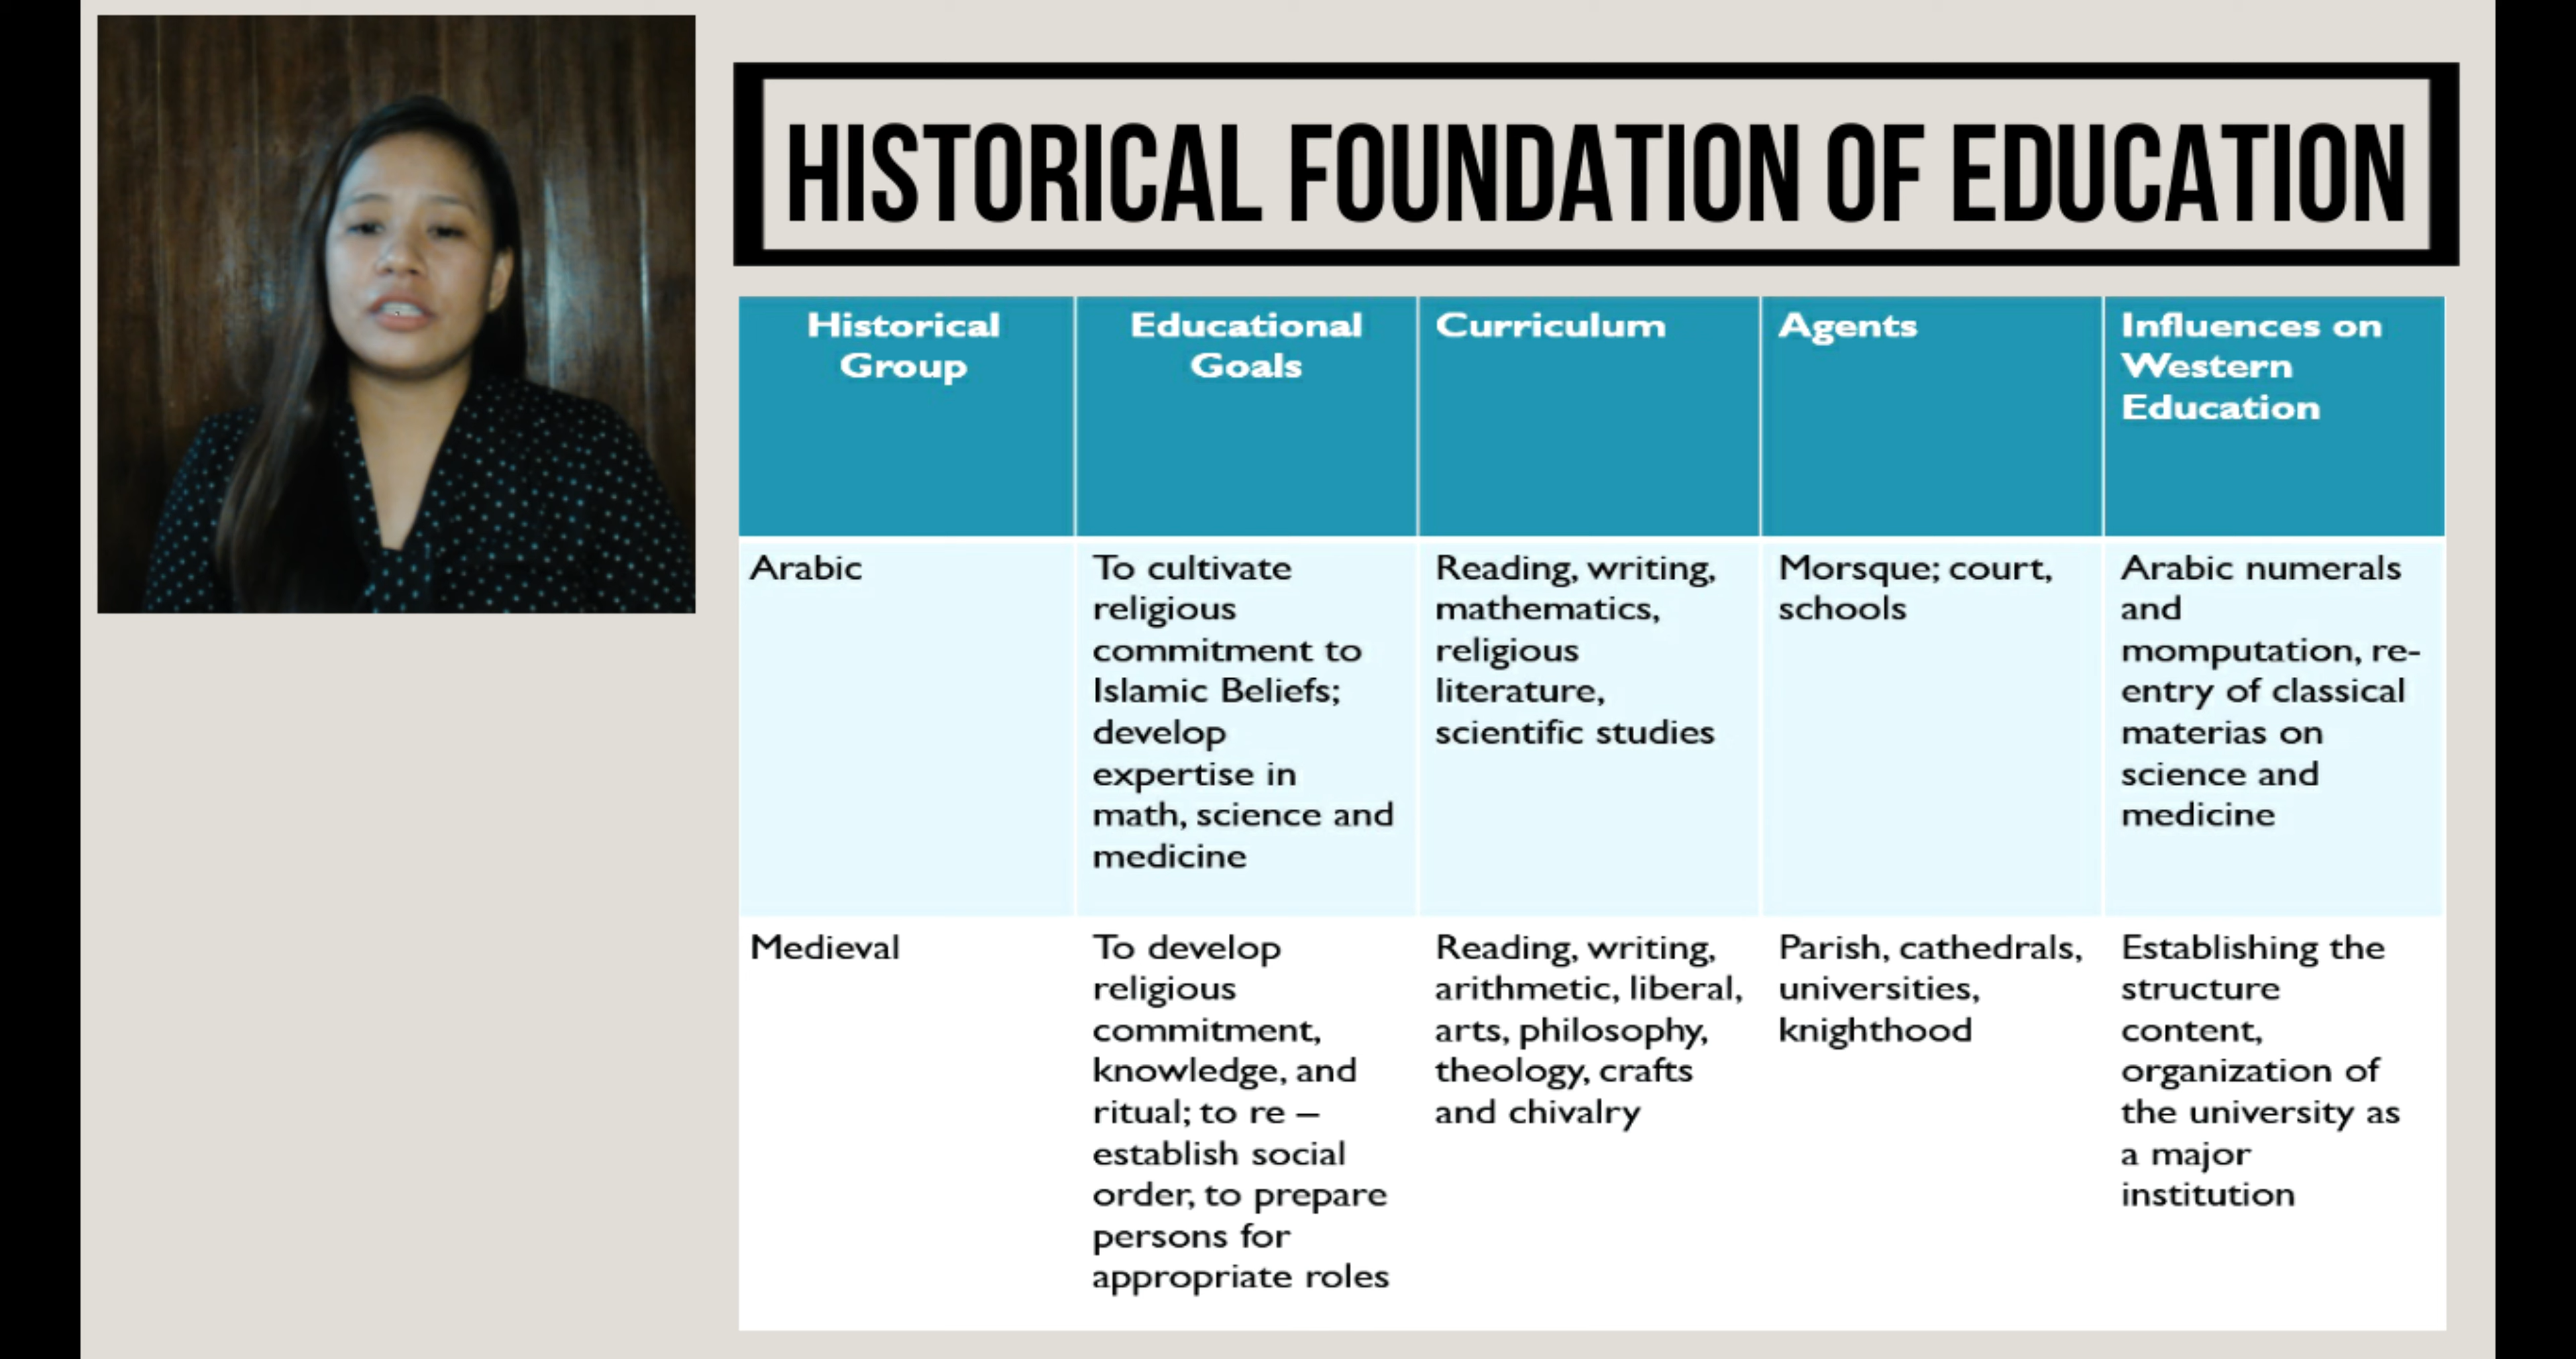 HISTORICAL FOUNDATION OF EDUCATION
Historical
Group
Educational
Goals
Curriculum
Agents
Influences on
Western
Education
Arabic
To cultivate
religious
commitment to
Islamic Beliefs;
develop
expertise in
math, science and
medicine
Reading, writing,
mathematics,
religious
literature,
scientific studies
Morsque; court,
schools
Arabic numerals
and
momputation, re-
entry of classical
materias on
science and
medicine
Medieval
To develop
religious
commitment,
knowledge, and
ritual; to re –
establish social
order, to prepare
persons for
appropriate roles
Reading, writing,
arithmetic, liberal,
arts, philosophy,
theology, crafts
and chivalry
Parish, cathedrals,
universities,
knighthood
Establishing the
structure
content,
organization of
the university as
a major
institution